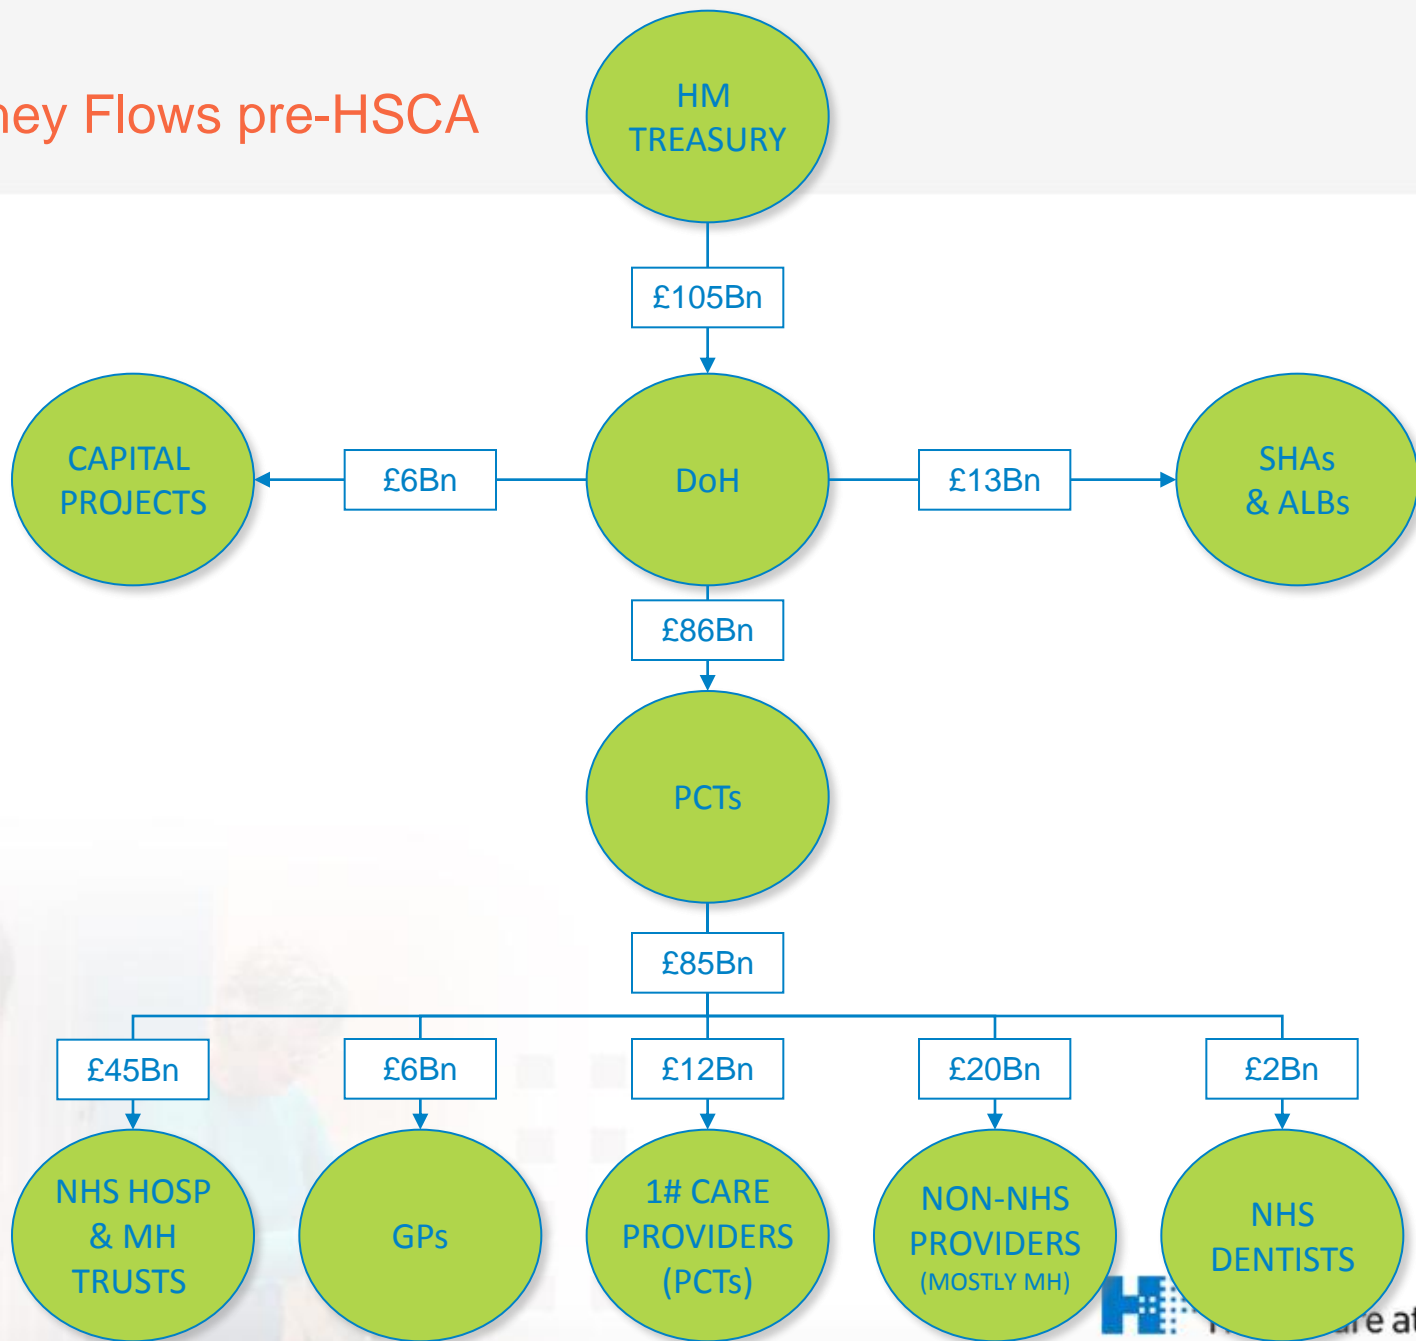 ney Flows pre-HSCA
HM
TREASURY
£105Bn
CAPITAL
PROJECTS
£6Bn
DoH
£13Bn
SHAs
& ALBs
£86Bn
PCTs
£85Bn
£45Bn
£6Bn
£12Bn
£20Bn
£2Bn
NHS HOSP
& MH
TRUSTS
GPs
1# CARE
PROVIDERS
(PCTs)
NON-NHS
PROVIDERS
(MOSTLY MH)
NHS
DENTISTS
at